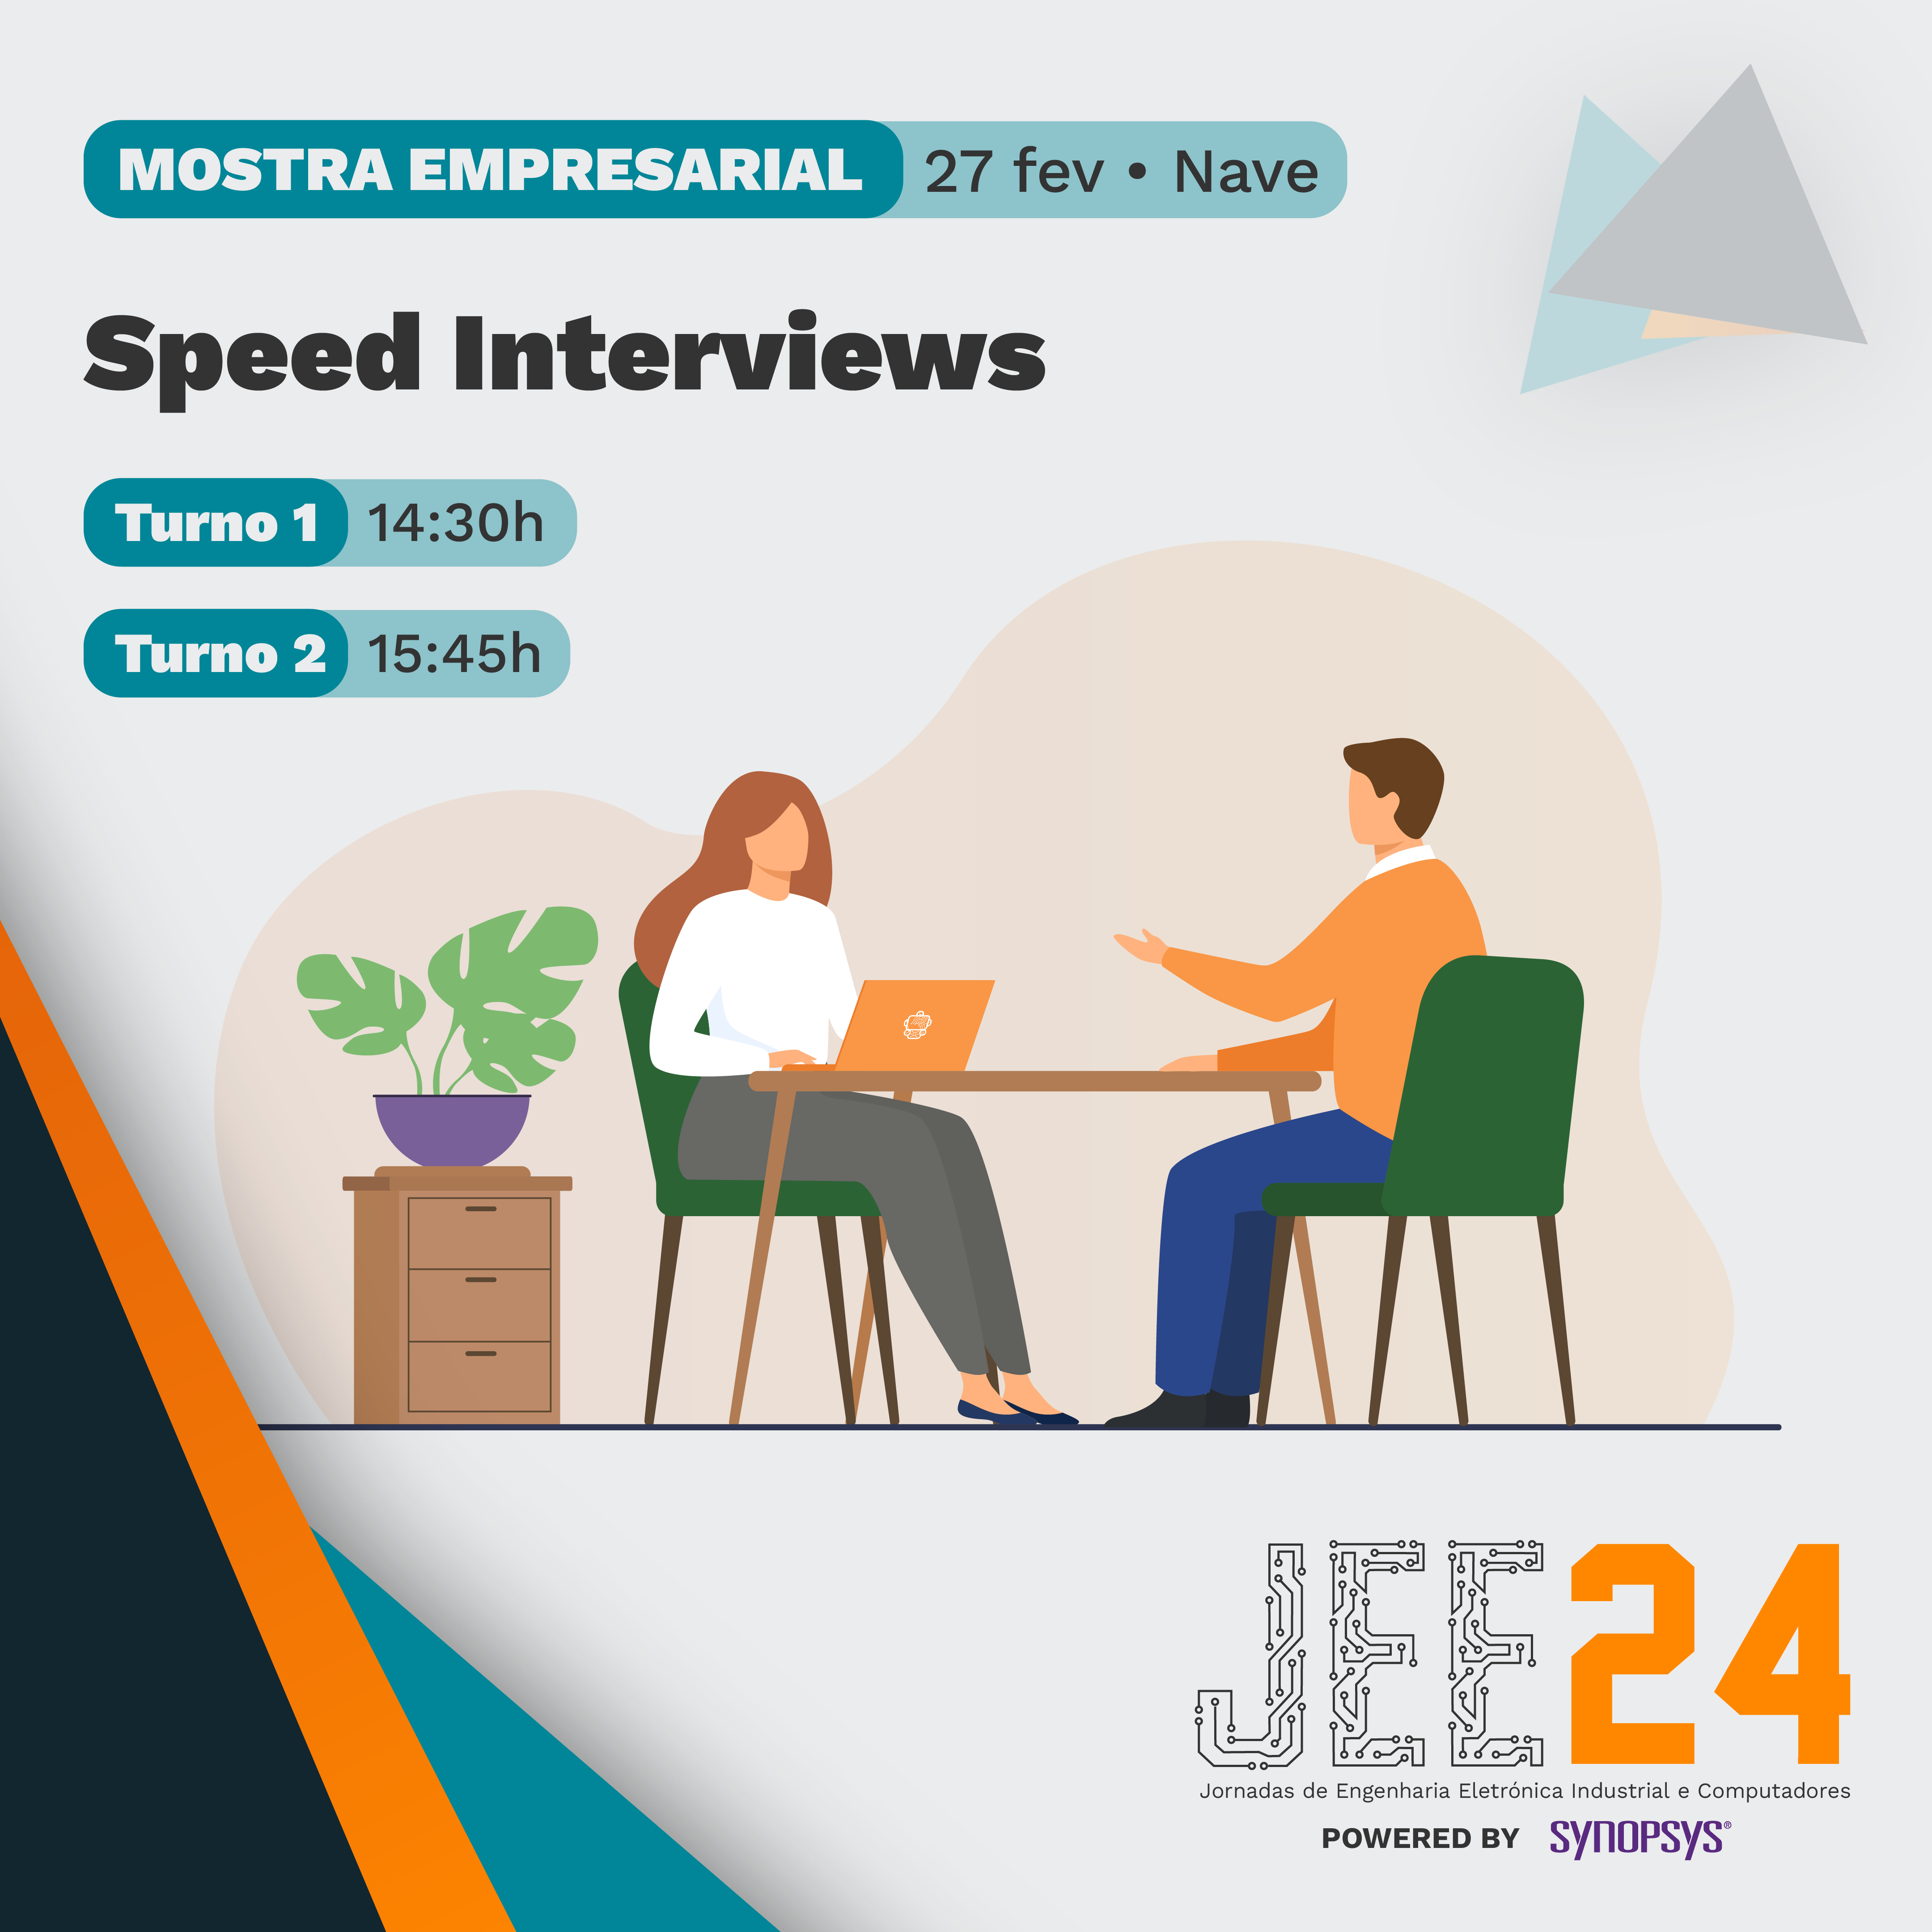 MOSTRA EMPRESARIAL 27 fev • Nave
Speed Interviews
Turno 1 14:30h
Turno 2 15:45h
JEE24
Jornadas de Engenharia Eletrónica Industrial e Computadores
POWERED BY SYNOPSYS®